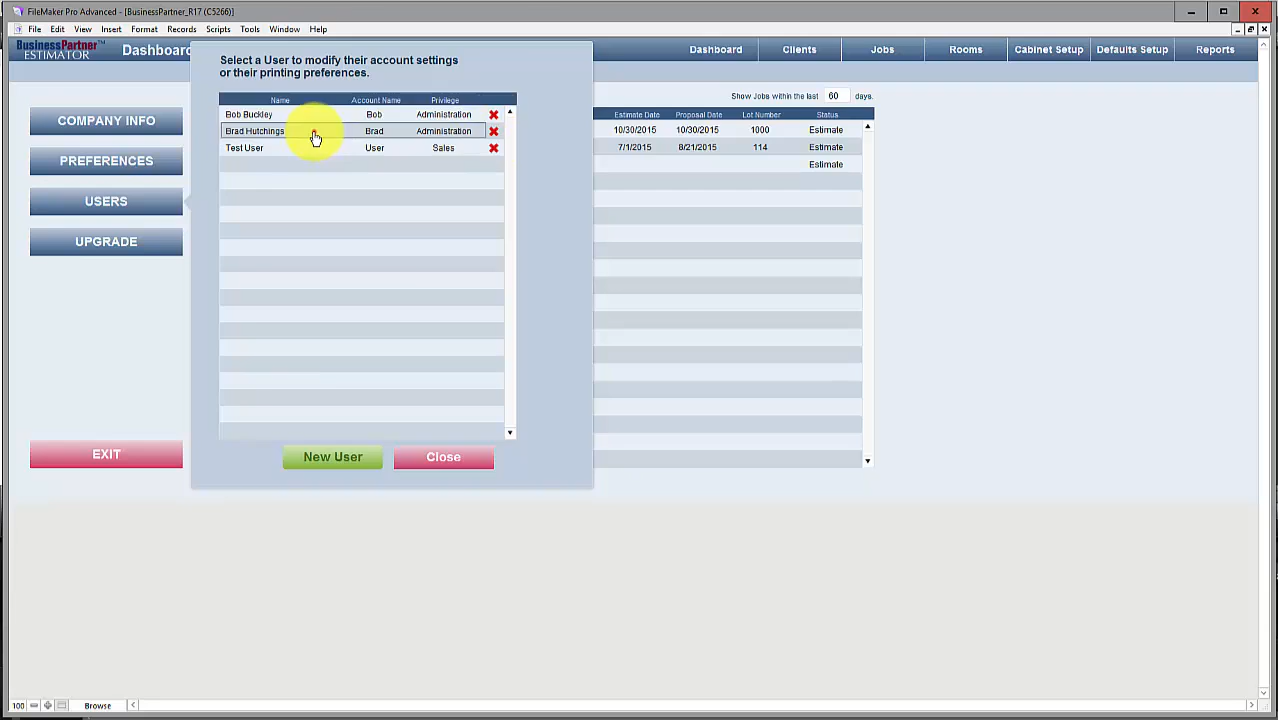 FileMaker Pro Advanced - [BusinessPartner_R17 (C5266)]
File Edit View Insert Format Records Scripts Tools Window Help
BusinessPartner™
ESTIMATOR
Dashboard
Dashboard Clients Jobs Rooms Cabinet Setup Defaults Setup Reports
Select a User to modify their account settings
or their printing preferences.
Show Jobs within the last 60 days.
Name Account Name Privilege
Bob Buckley Bob Administration
Brad Hutchings Brad Administration
Test User User Sales
Estimate Date Proposal Date Lot Number Status
10/30/2015 10/30/2015 1000 Estimate
7/1/2015 8/21/2015 114 Estimate
Estimate
COMPANY INFO
PREFERENCES
USERS
UPGRADE
EXIT
New User Close
100 Browse